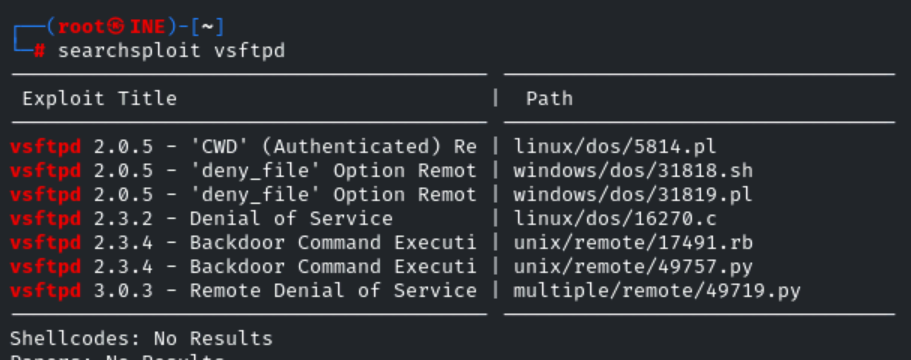 (root㉿INE)-[~]
# searchsploit vsftpd
Exploit Title | Path
vsftpd 2.0.5 - 'CWD' (Authenticated) Re | linux/dos/5814.pl
vsftpd 2.0.5 - 'deny_file' Option Remot | windows/dos/31818.sh
vsftpd 2.0.5 - 'deny_file' Option Remot | windows/dos/31819.pl
vsftpd 2.3.2 - Denial of Service | linux/dos/16270.c
vsftpd 2.3.4 - Backdoor Command Executi | unix/remote/17491.rb
vsftpd 2.3.4 - Backdoor Command Executi | unix/remote/49757.py
vsftpd 3.0.3 - Remote Denial of Service | multiple/remote/49719.py
Shellcodes: No Results
Papers: No Results